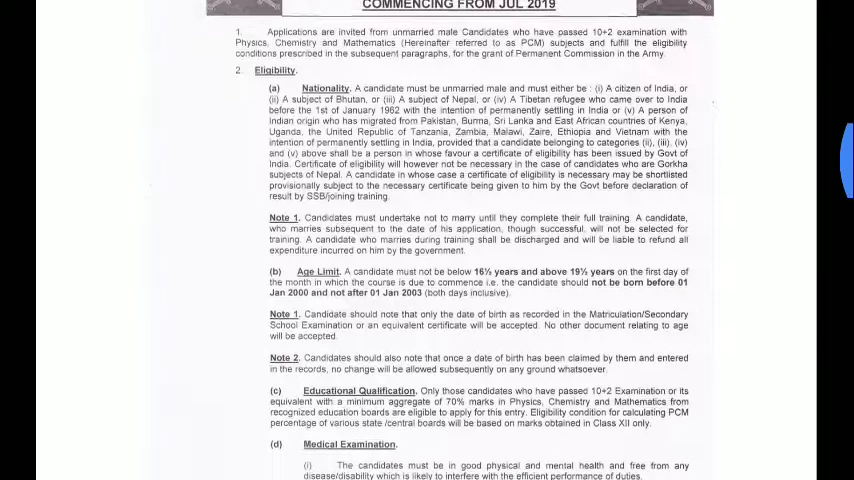 COMMENCING FROM JUL 2019
1. Applications are invited from unmarried male Candidates who have passed 10+2 examination with
Physics, Chemistry and Mathematics (Hereinafter referred to as PCM) subjects and fulfill the eligibility
conditions prescribed in the subsequent paragraphs, for the grant of Permanent Commission in the Army.
2. Eligibility.
(a) Nationality. A candidate must be unmarried male and must either be : (i) A citizen of India, or
(ii) A subject of Bhutan, or (iii) A subject of Nepal, or (iv) A Tibetan refugee who came over to India
before the 1st of January 1962 with the intention of permanently settling in India or (v) A person of
Indian origin who has migrated from Pakistan, Burma, Sri Lanka and East African countries of Kenya,
Uganda, the United Republic of Tanzania, Zambia, Malawi, Zaire, Ethiopia and Vietnam with the
intention of permanently settling in India, provided that a candidate belonging to categories (ii), (iii), (iv)
and (v) above shall be a person in whose favour a certificate of eligibility has been issued by Govt of
India. Certificate of eligibility will however not be necessary in the case of candidates who are Gorkha
subjects of Nepal. A candidate in whose case a certificate of eligibility is necessary may be shortlisted
provisionally subject to the necessary certificate being given to him by the Govt before declaration of
result by SSB/joining training.
Note 1. Candidates must undertake not to marry until they complete their full training. A candidate,
who marries subsequent to the date of his application, though successful, will not be selected for
training. A candidate who marries during training shall be discharged and will be liable to refund all
expenditure incurred on him by the government.
(b) Age Limit. A candidate must not be below 16½ years and above 19½ years on the first day of
the month in which the course is due to commence i.e. the candidate should not be born before 01
Jan 2000 and not after 01 Jan 2003 (both days inclusive).
Note 1. Candidate should note that only the date of birth as recorded in the Matriculation/Secondary
School Examination or an equivalent certificate will be accepted. No other document relating to age
will be accepted.
Note 2. Candidates should also note that once a date of birth has been claimed by them and entered
in the records, no change will be allowed subsequently on any ground whatsoever.
(c) Educational Qualification. Only those candidates who have passed 10+2 Examination or its
equivalent with a minimum aggregate of 70% marks in Physics, Chemistry and Mathematics from
recognized education boards are eligible to apply for this entry. Eligibility condition for calculating PCM
percentage of various state /central boards will be based on marks obtained in Class XII only.
(d) Medical Examination.
(i) The candidates must be in good physical and mental health and free from any
disease/disability which is likely to interfere with the efficient performance of duties.